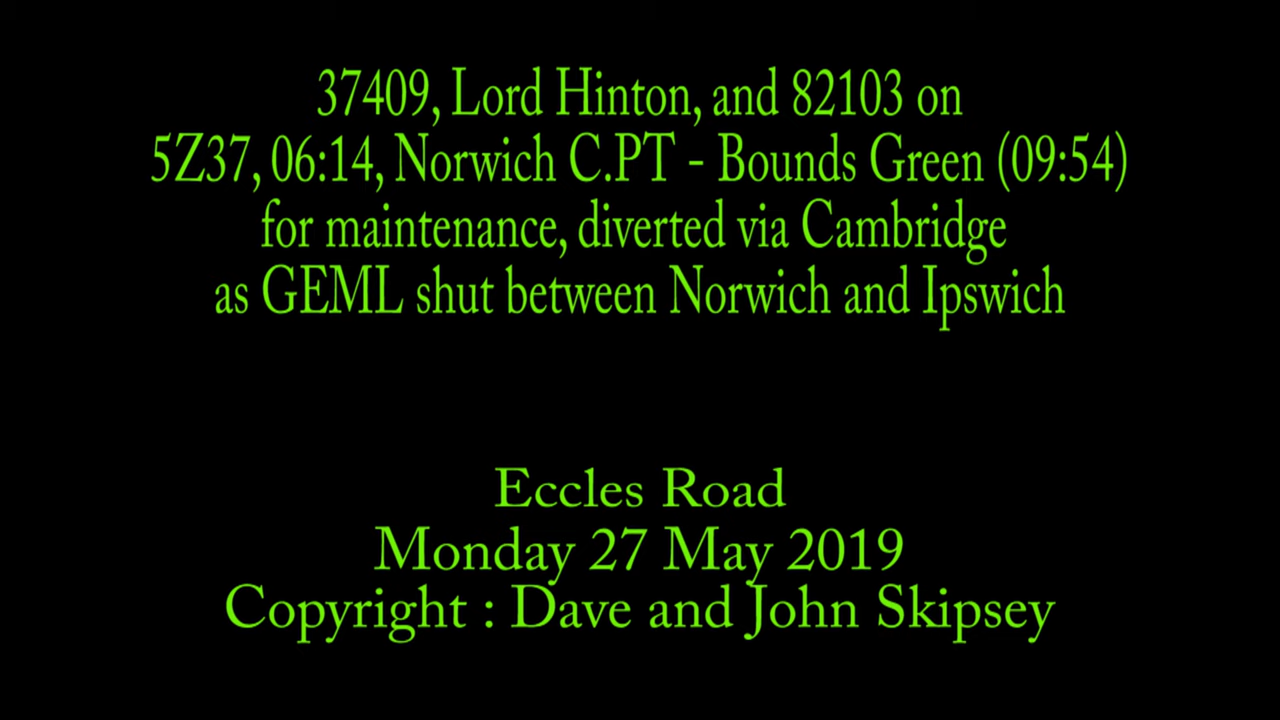 37409, Lord Hinton, and 82103 on
5Z37, 06:14, Norwich C.PT - Bounds Green (09:54)
for maintenance, diverted via Cambridge
as GEML shut between Norwich and Ipswich
Eccles Road
Monday 27 May 2019
Copyright : Dave and John Skipsey